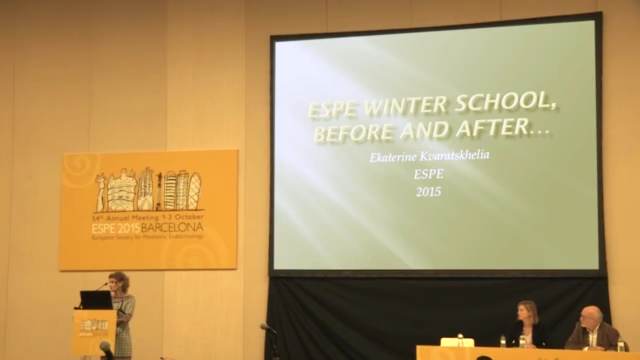 ESPE WINTER SCHOOL,
BEFORE AND AFTER...
Ekaterine Kvaratskhelia
ESPE
2015
54th Annual Meeting 1-3 October
ESPE 2015 BARCELONA
European Society for Paediatric Endocrinology